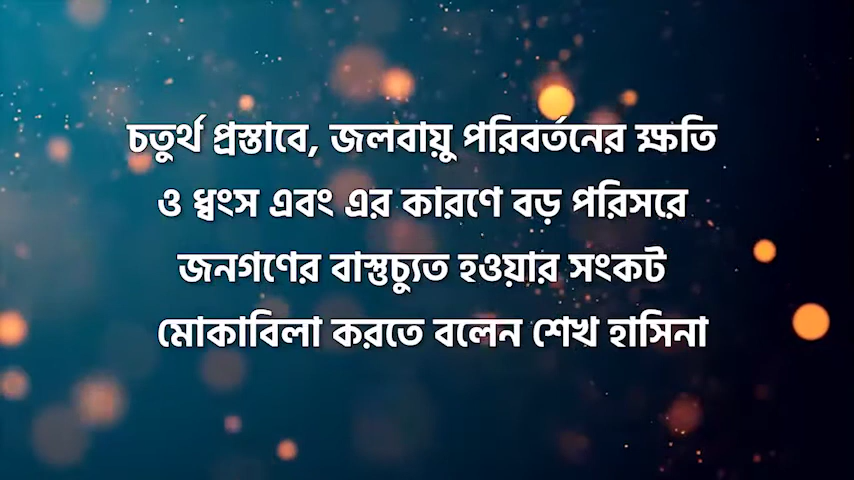 চতুর্থ প্রস্তাবে, জলবায়ু পরিবর্তনের ক্ষতি
ও ধ্বংস এবং এর কারণে বড় পরিসরে
জনগণের বাস্তুচ্যুত হওয়ার সংকট
মোকাবিলা করতে বলেন শেখ হাসিনা